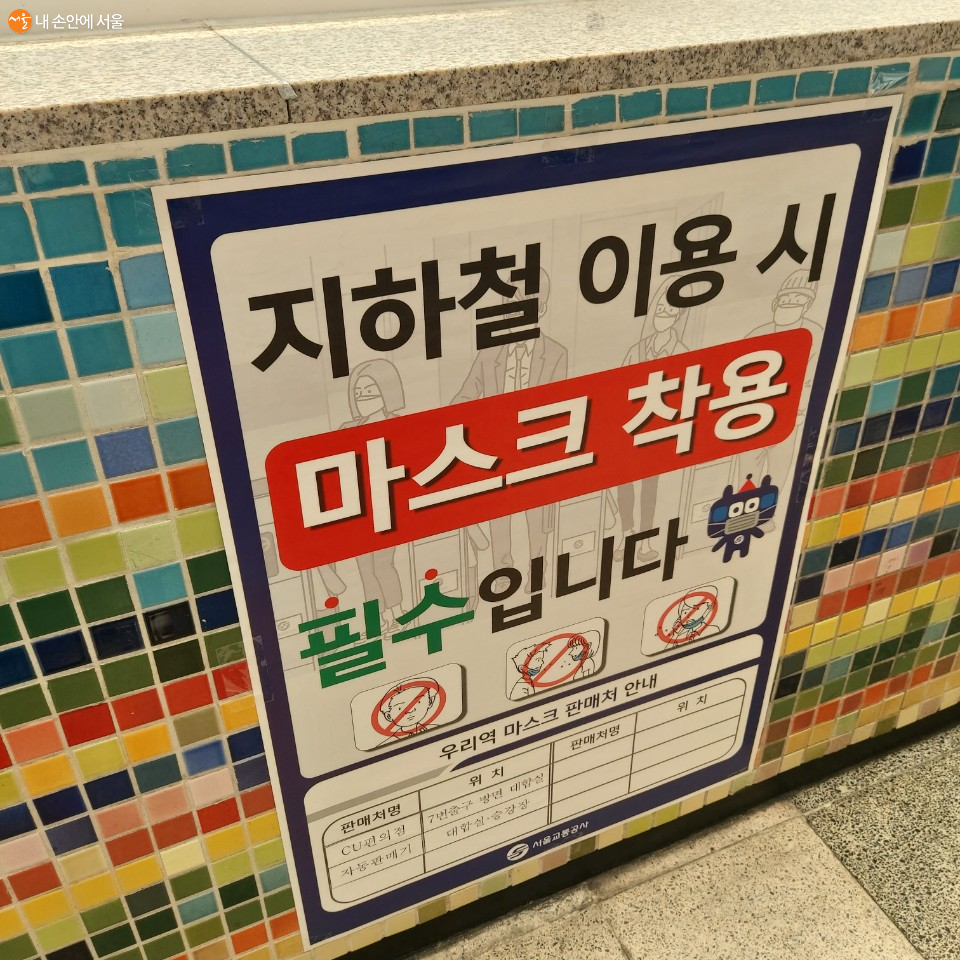 내 손안에 서울
지하철 이용 시
마스크 착용
필수입니다
우리역 마스크 판매처 안내
판매처명 위 치 판매처명 위 치
CU편의점 7번출구 방면 대합실
자동판매기 대합실·승강장
서울교통공사